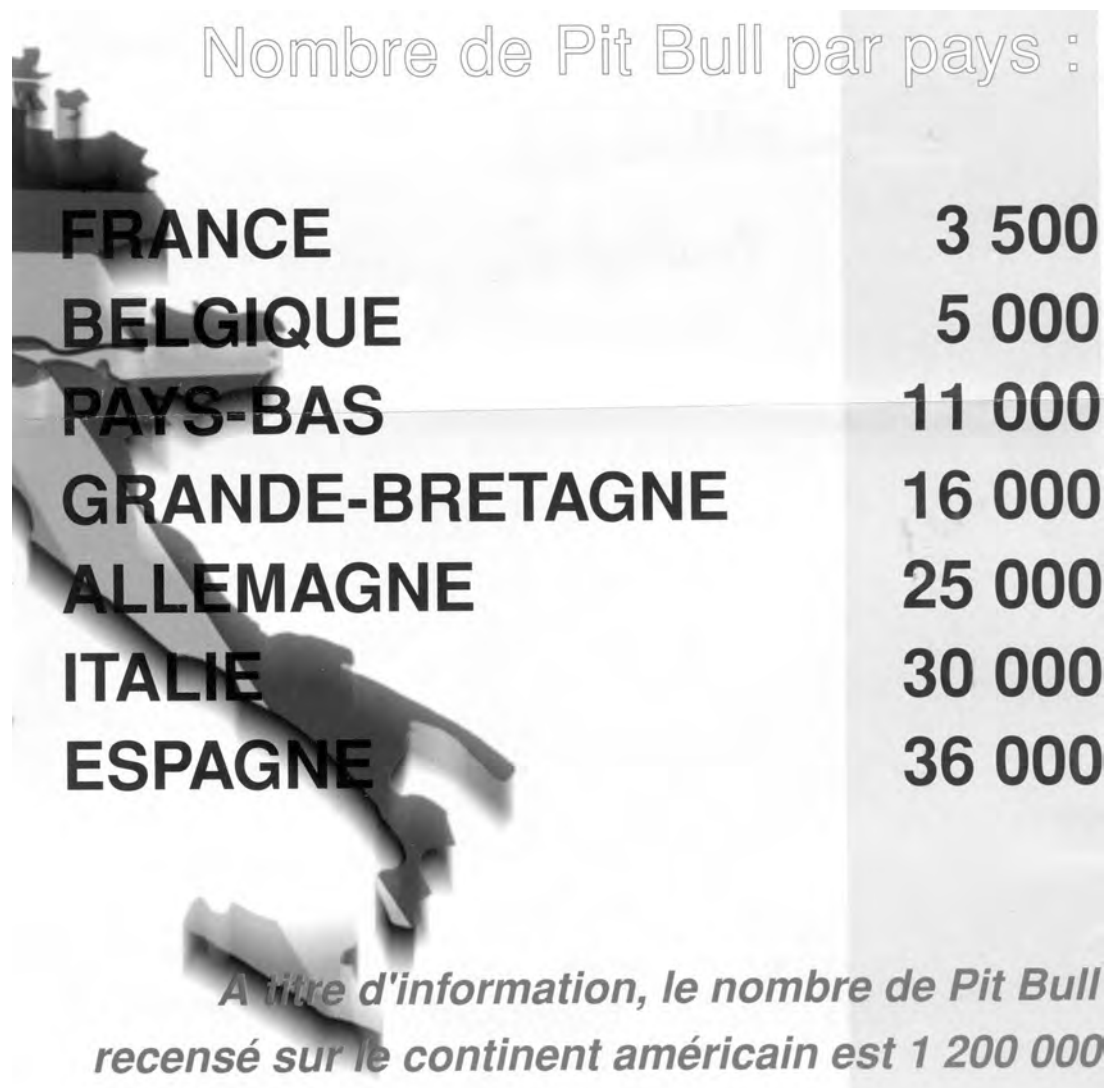 Nombre de Pit Bull par pays :
FRANCE 3 500
BELGIQUE 5 000
PAYS-BAS 11 000
GRANDE-BRETAGNE 16 000
ALLEMAGNE 25 000
ITALIE 30 000
ESPAGNE 36 000
A titre d'information, le nombre de Pit Bull
recensé sur le continent américain est 1 200 000